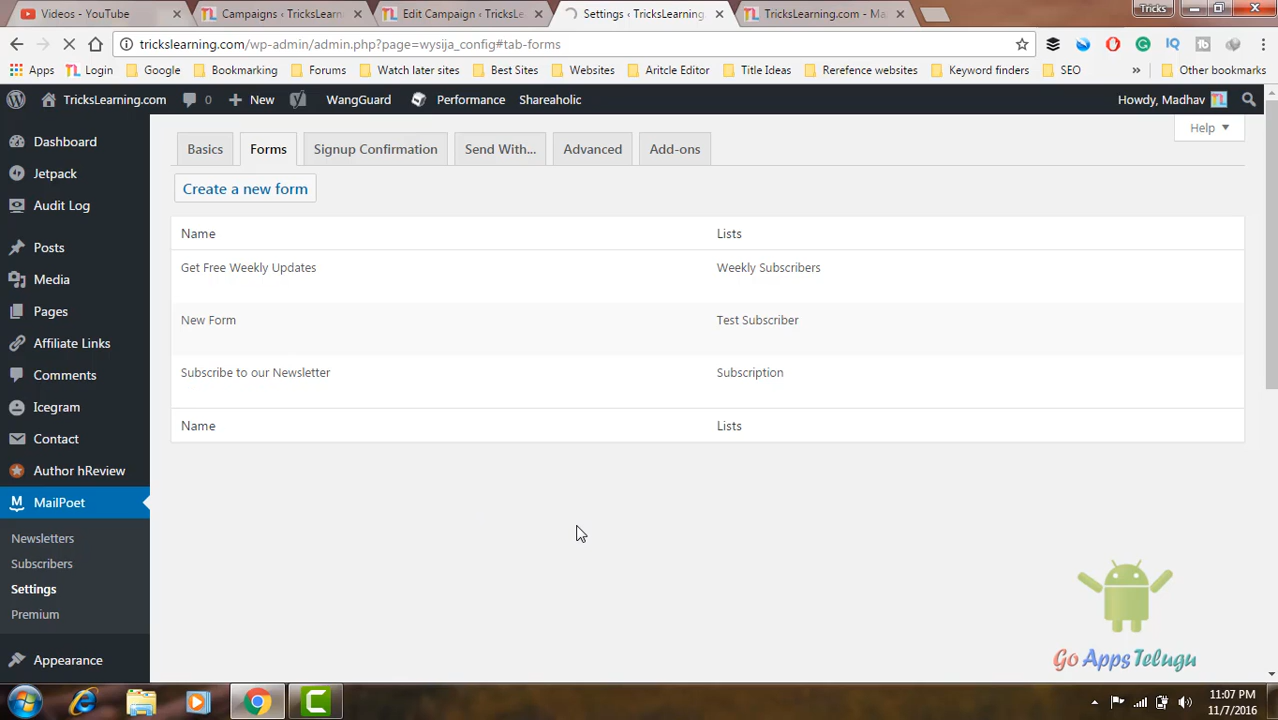 Videos - YouTube
Campaigns ‹ TricksLearnin
Edit Campaign ‹ TricksLe
Settings ‹ TricksLearning
TricksLearning.com - Ma
Tricks
trickslearning.com/wp-admin/admin.php?page=wysija_config#tab-forms
Apps
Login
Google
Bookmarking
Forums
Watch later sites
Best Sites
Websites
Aritcle Editor
Title Ideas
Rerefence websites
Keyword finders
SEO
»
Other bookmarks
TricksLearning.com
0
New
WangGuard
Performance
Shareaholic
Howdy, Madhav
Help
Dashboard
Jetpack
Audit Log
Posts
Media
Pages
Affiliate Links
Comments
Icegram
Contact
Author hReview
MailPoet
Newsletters
Subscribers
Settings
Premium
Appearance
Basics
Forms
Signup Confirmation
Send With...
Advanced
Add-ons
Create a new form
Name
Lists
Get Free Weekly Updates
Weekly Subscribers
New Form
Test Subscriber
Subscribe to our Newsletter
Subscription
Name
Lists
Go AppsTelugu
11:07 PM
11/7/2016